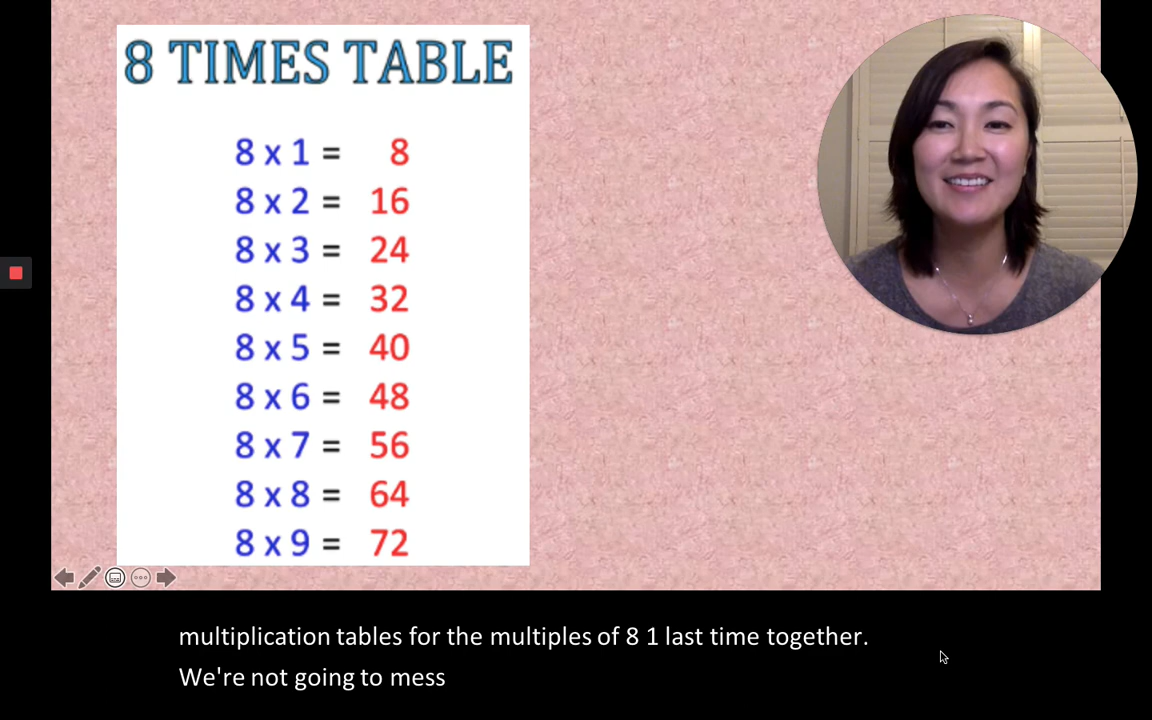 8 TIMES TABLE
8 x 1 = 8
8 x 2 = 16
8 x 3 = 24
8 x 4 = 32
8 x 5 = 40
8 x 6 = 48
8 x 7 = 56
8 x 8 = 64
8 x 9 = 72
multiplication tables for the multiples of 8 1 last time together.
We're not going to mess